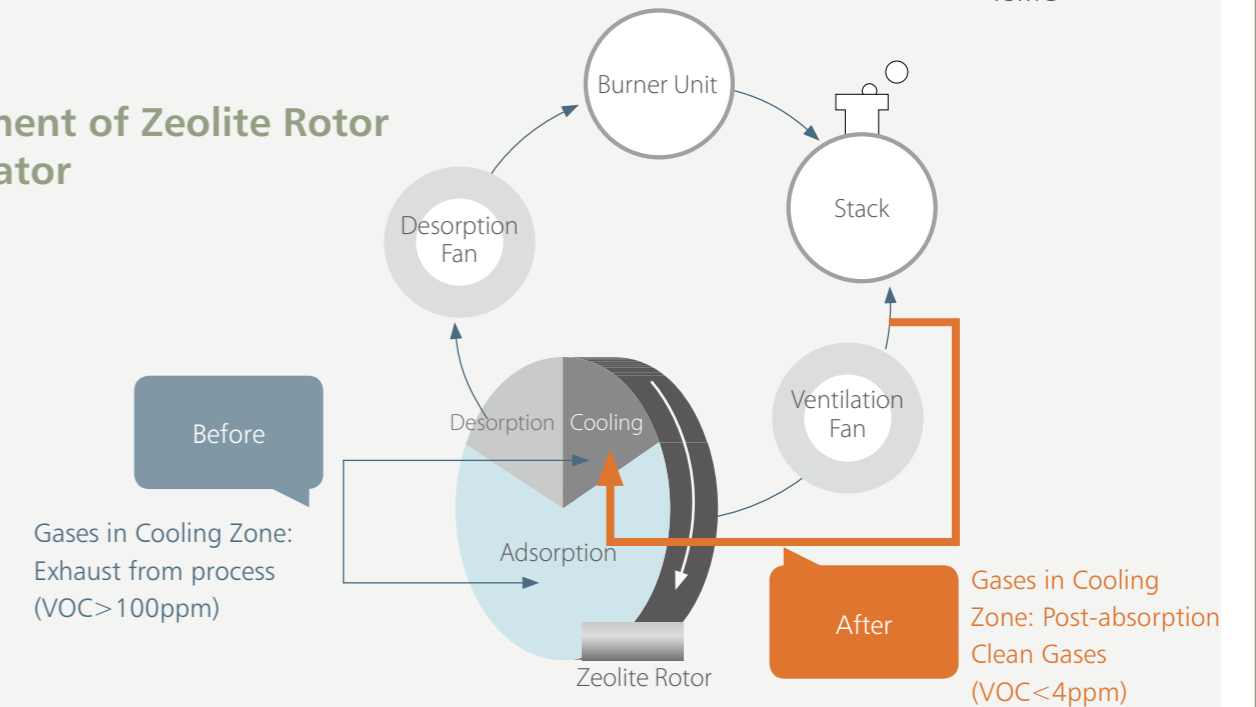 ment of Zeolite Rotor
ator
Burner Unit
Stack
Desorption
Fan
Ventilation
Fan
Desorption
Cooling
Before
Gases in Cooling Zone:
Exhaust from process
(VOC>100ppm)
Adsorption
After
Gases in Cooling
Zone: Post-absorption
Clean Gases
(VOC<4ppm)
Zeolite Rotor